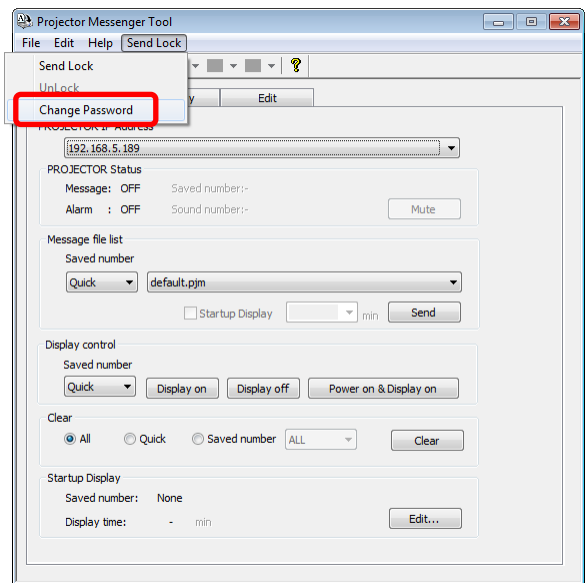 Projector Messenger Tool
File Edit Help Send Lock
Send Lock
UnLock
Change Password
?
y Edit
PROJECTOR IP Address
192.168.5.189
PROJECTOR Status
Message: OFF Saved number:-
Alarm : OFF Sound number:- Mute
Message file list
Saved number
Quick default.pjm
Startup Display min Send
Display control
Saved number
Quick Display on Display off Power on & Display on
Clear
All Quick Saved number ALL Clear
Startup Display
Saved number: None
Display time: - min Edit...